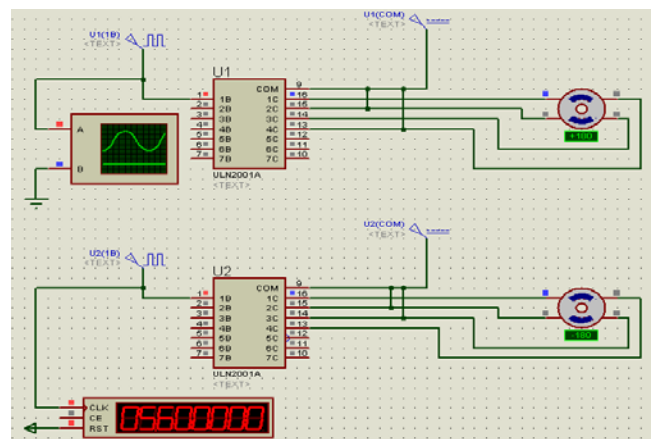 U1(COM)
<TEXT>
U1(1B)
<TEXT>
U1
COM 9
1 1B 1C 16
2 2B 2C 15
3 3B 3C 14
4 4B 4C 13
5 5B 5C 12
6 6B 6C 11
7 7B 7C 10
ULN2001A
<TEXT>
A
B
+180
U2(COM)
<TEXT>
U2(1B)
<TEXT>
U2
COM 9
1 1B 1C 16
2 2B 2C 15
3 3B 3C 14
4 4B 4C 13
5 5B 5C 12
6 6B 6C 11
7 7B 7C 10
ULN2001A
<TEXT>
-180
CLK
CE
RST
05600000